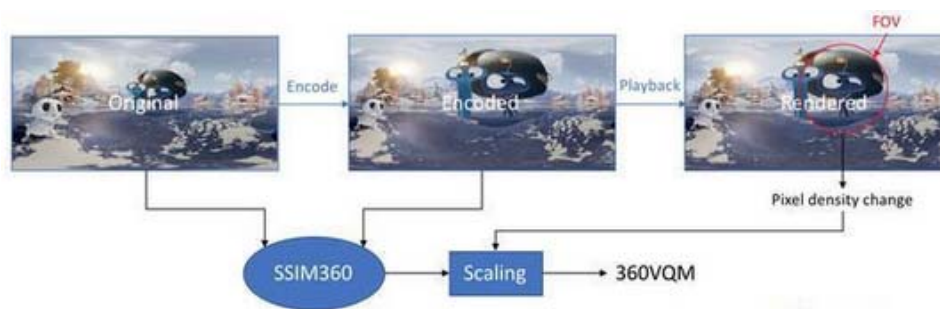 FOV
Original
Encode
Encoded
Playback
Rendered
Pixel density change
SSIM360
Scaling
360VQM